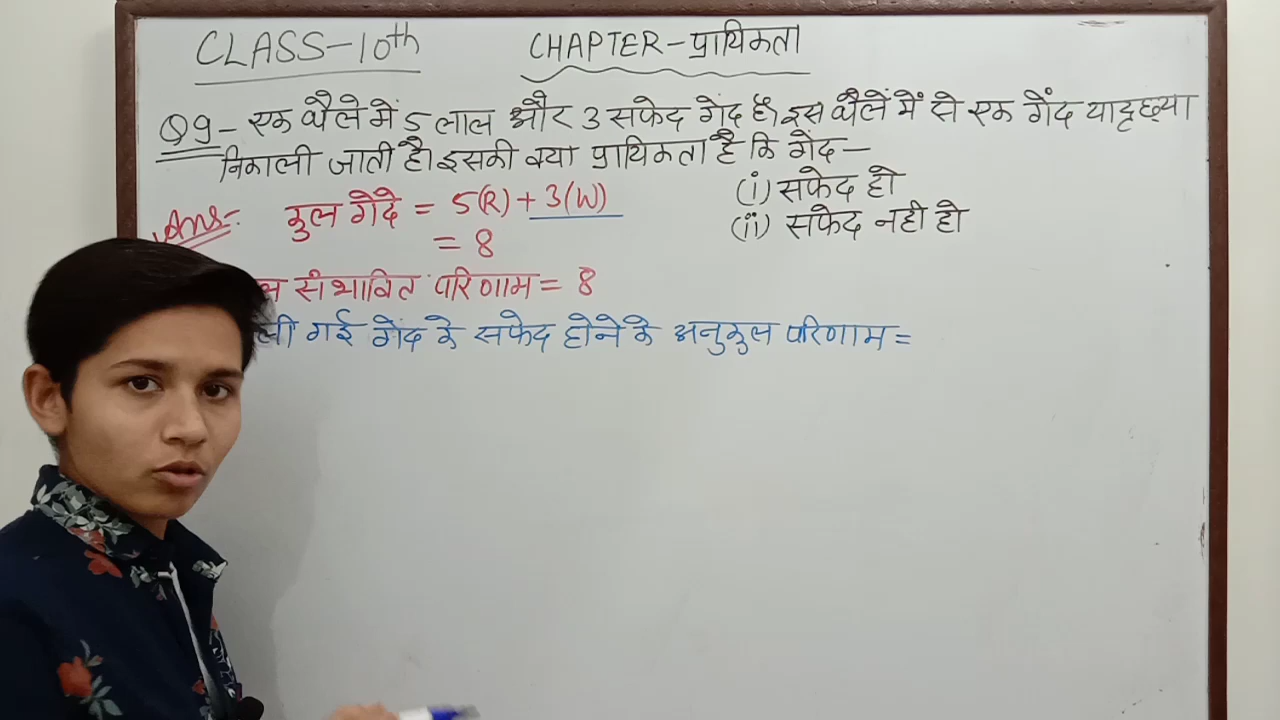 CLASS-10th
CHAPTER-प्रायिकता
Q9- एक थैले में 5 लाल और 3 सफेद गेंद है, इस थैलें में से एक गेंद यादृच्छया
निकाली जाती है। इसकी क्या प्रायिकता है कि गेंद-
(i) सफेद हो
(ii) सफेद नही हो
Ans-: कुल गेंदे = 5(R) + 3(W)
= 8
संभावित परिणाम = 8
गई गेंद के सफेद होने के अनुकुल परिणाम =